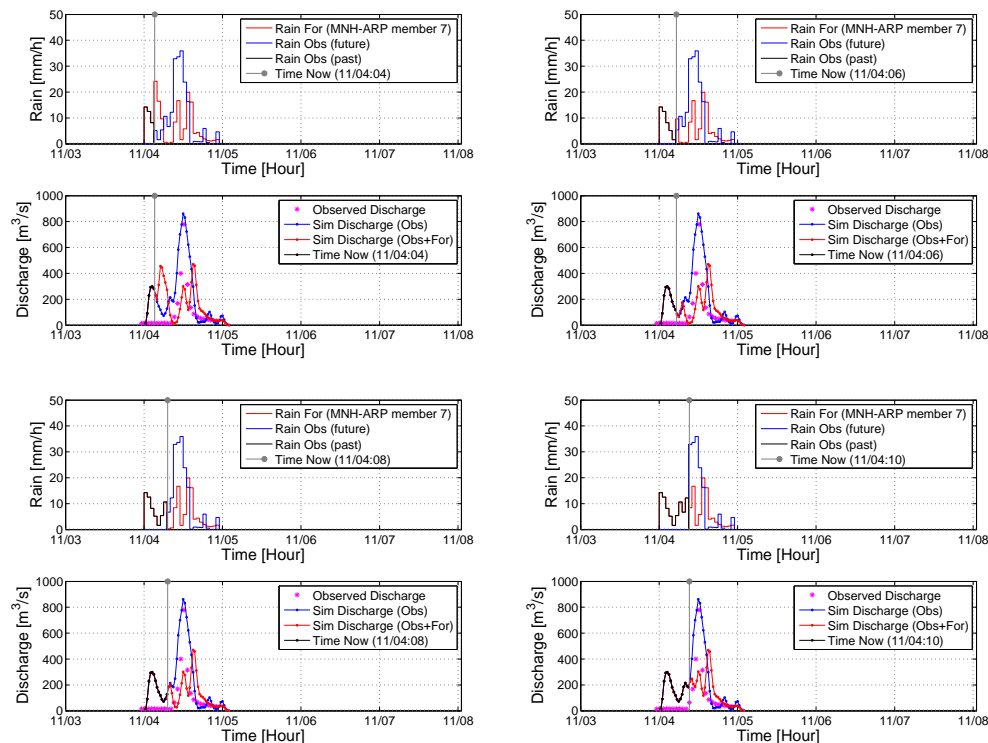 50
40
30
20
10
0
Rain [mm/h]
Rain For (MNH-ARP member 7)
Rain Obs (future)
Rain Obs (past)
Time Now (11/04:04)
11/03 11/04 11/05 11/06 11/07 11/08
Time [Hour]
50
40
30
20
10
0
Rain [mm/h]
Rain For (MNH-ARP member 7)
Rain Obs (future)
Rain Obs (past)
Time Now (11/04:06)
11/03 11/04 11/05 11/06 11/07 11/08
Time [Hour]
1000
800
600
400
200
0
Discharge [m³/s]
Observed Discharge
Sim Discharge (Obs)
Sim Discharge (Obs+For)
Time Now (11/04:04)
11/03 11/04 11/05 11/06 11/07 11/08
Time [Hour]
1000
800
600
400
200
0
Discharge [m³/s]
Observed Discharge
Sim Discharge (Obs)
Sim Discharge (Obs+For)
Time Now (11/04:06)
11/03 11/04 11/05 11/06 11/07 11/08
Time [Hour]
50
40
30
20
10
0
Rain [mm/h]
Rain For (MNH-ARP member 7)
Rain Obs (future)
Rain Obs (past)
Time Now (11/04:08)
11/03 11/04 11/05 11/06 11/07 11/08
Time [Hour]
50
40
30
20
10
0
Rain [mm/h]
Rain For (MNH-ARP member 7)
Rain Obs (future)
Rain Obs (past)
Time Now (11/04:10)
11/03 11/04 11/05 11/06 11/07 11/08
Time [Hour]
1000
800
600
400
200
0
Discharge [m³/s]
Observed Discharge
Sim Discharge (Obs)
Sim Discharge (Obs+For)
Time Now (11/04:08)
11/03 11/04 11/05 11/06 11/07 11/08
Time [Hour]
1000
800
600
400
200
0
Discharge [m³/s]
Observed Discharge
Sim Discharge (Obs)
Sim Discharge (Obs+For)
Time Now (11/04:10)
11/03 11/04 11/05 11/06 11/07 11/08
Time [Hour]